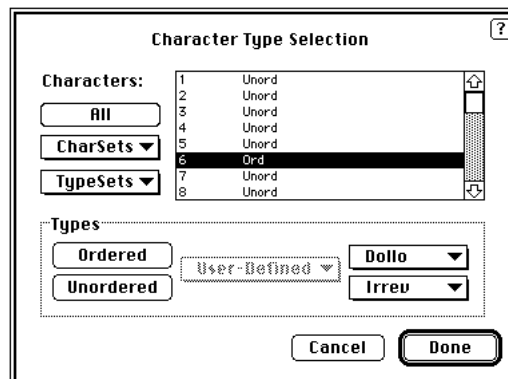 ?
Character Type Selection
Characters:
All
CharSets
TypeSets
1 Unord
2 Unord
3 Unord
4 Unord
5 Unord
6 Ord
7 Unord
8 Unord
Types
Ordered
Unordered
User-Defined
Dollo
Irrev
Cancel
Done